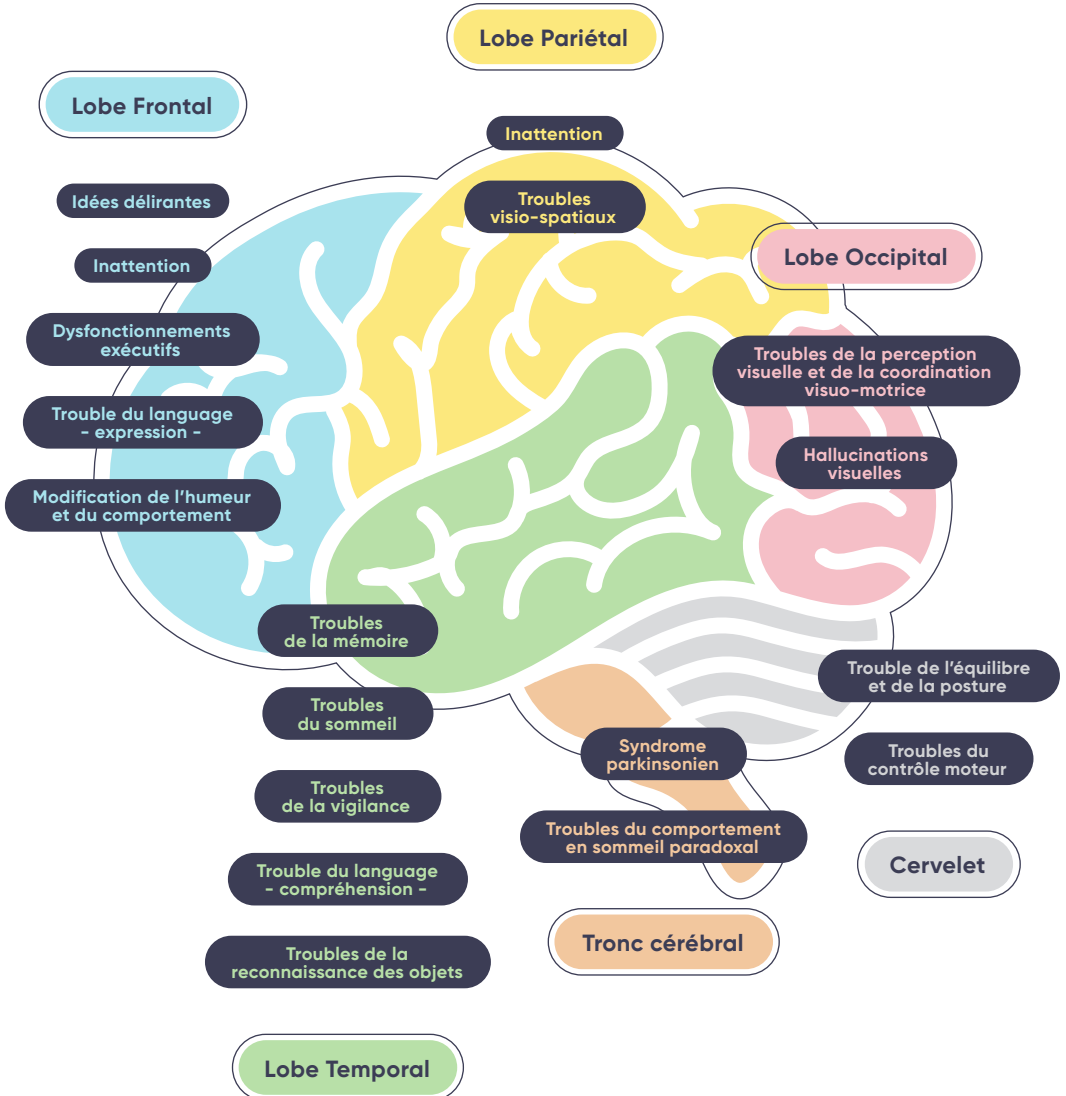 Lobe Pariétal
Lobe Frontal
Inattention
Troubles
visio-spatiaux
Idées délirantes
Inattention
Dysfonctionnements
exécutifs
Trouble du language
- expression -
Modification de l'humeur
et du comportement
Lobe Occipital
Troubles de la perception
visuelle et de la coordination
visuo-motrice
Hallucinations
visuelles
Troubles
de la mémoire
Troubles
du sommeil
Troubles
de la vigilance
Trouble du language
- compréhension -
Troubles de la
reconnaissance des objets
Lobe Temporal
Syndrome
parkinsonien
Troubles du comportement
en sommeil paradoxal
Tronc cérébral
Trouble de l'équilibre
et de la posture
Troubles du
contrôle moteur
Cervelet